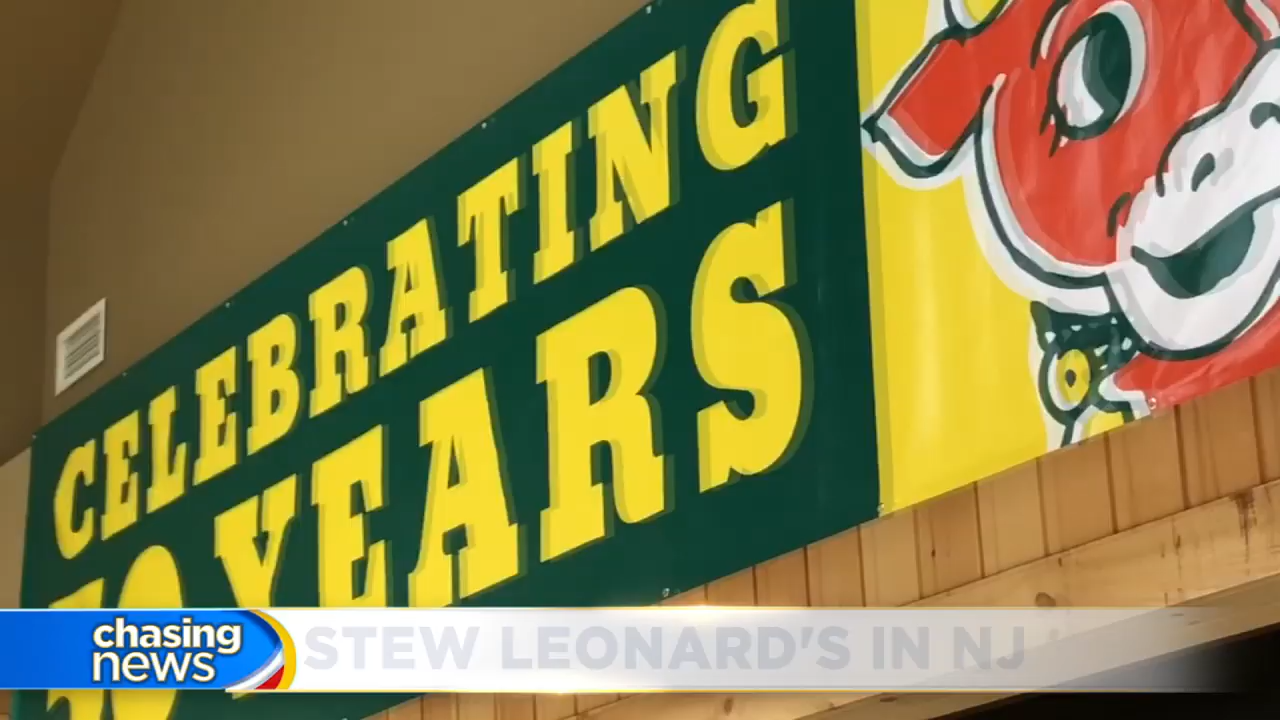 CELEBRATING
YEARS
chasing
news
STEW LEONARD'S IN NJ